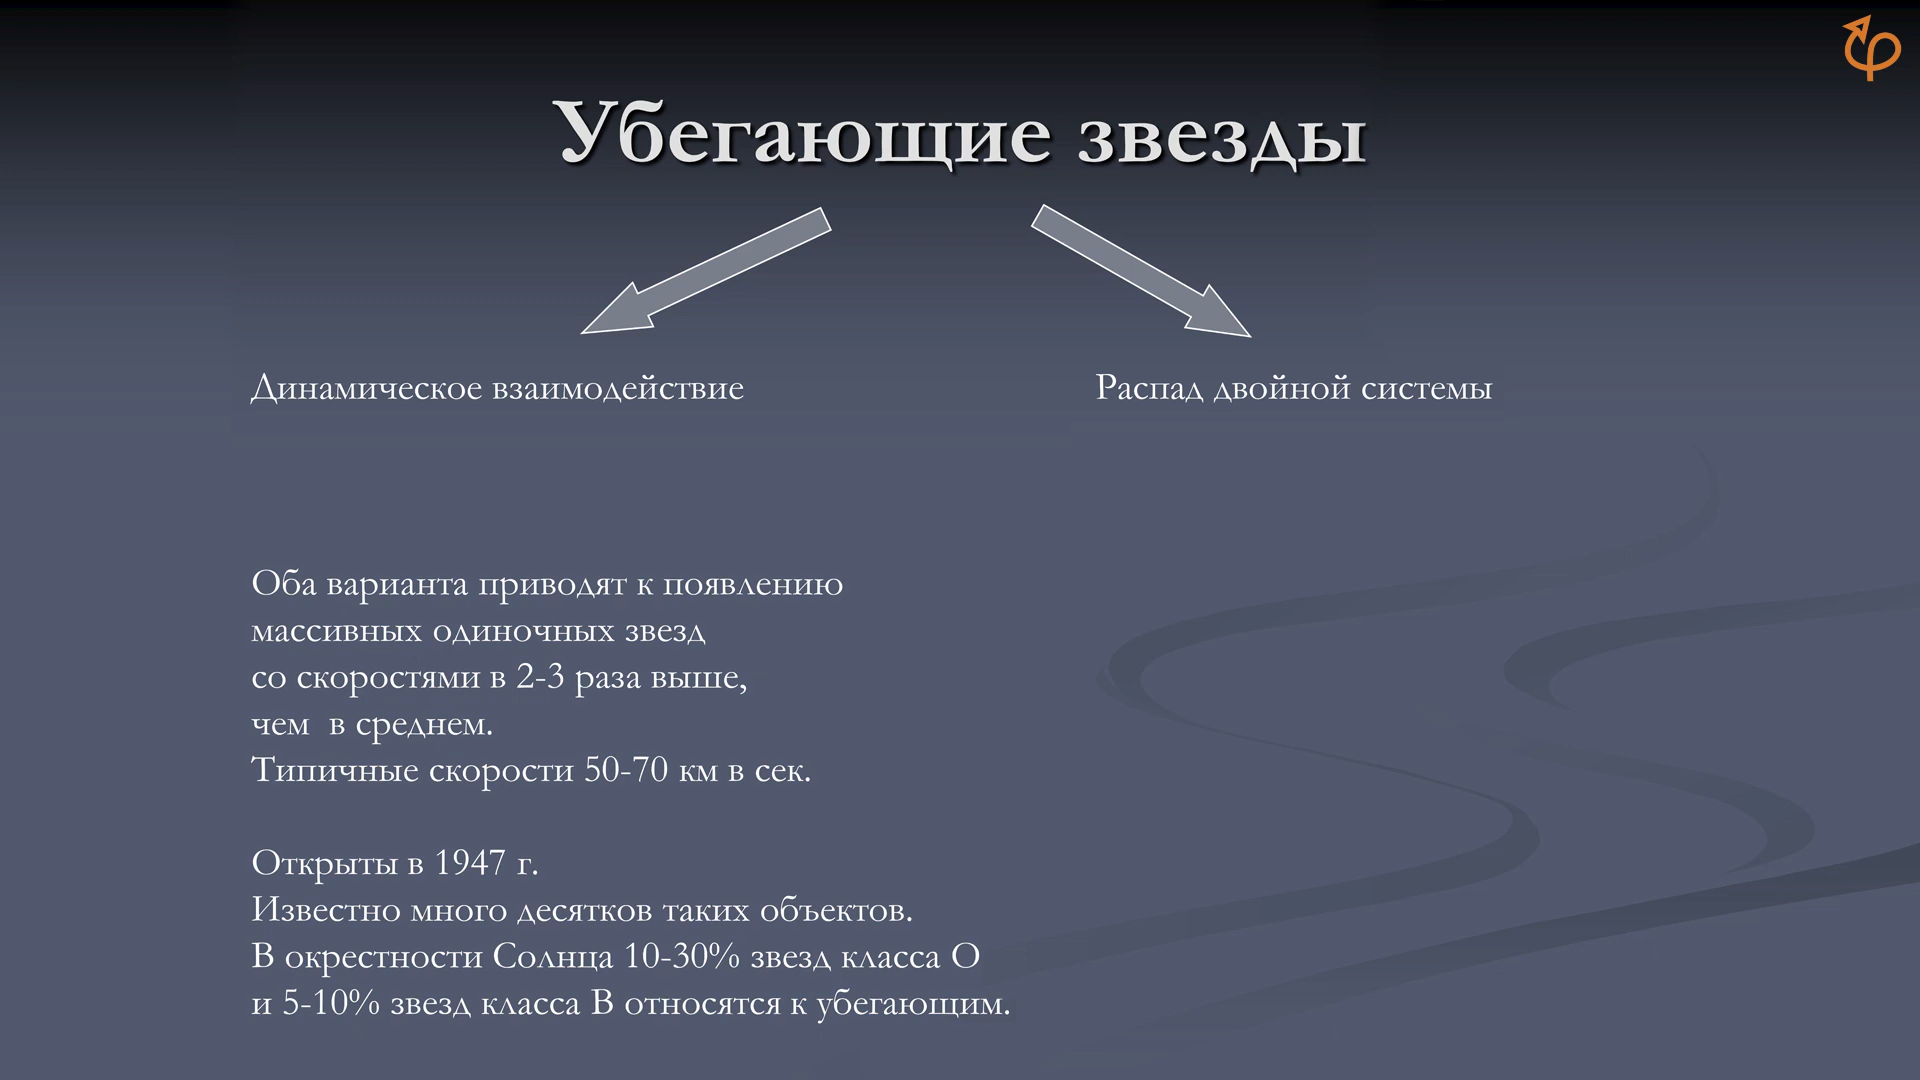 Убегающие звезды
Динамическое взаимодействие
Распад двойной системы
Оба варианта приводят к появлению
массивных одиночных звезд
со скоростями в 2-3 раза выше,
чем  в среднем.
Типичные скорости 50-70 км в сек.
Открыты в 1947 г.
Известно много десятков таких объектов.
В окрестности Солнца 10-30% звезд класса О
и 5-10% звезд класса В относятся к убегающим.